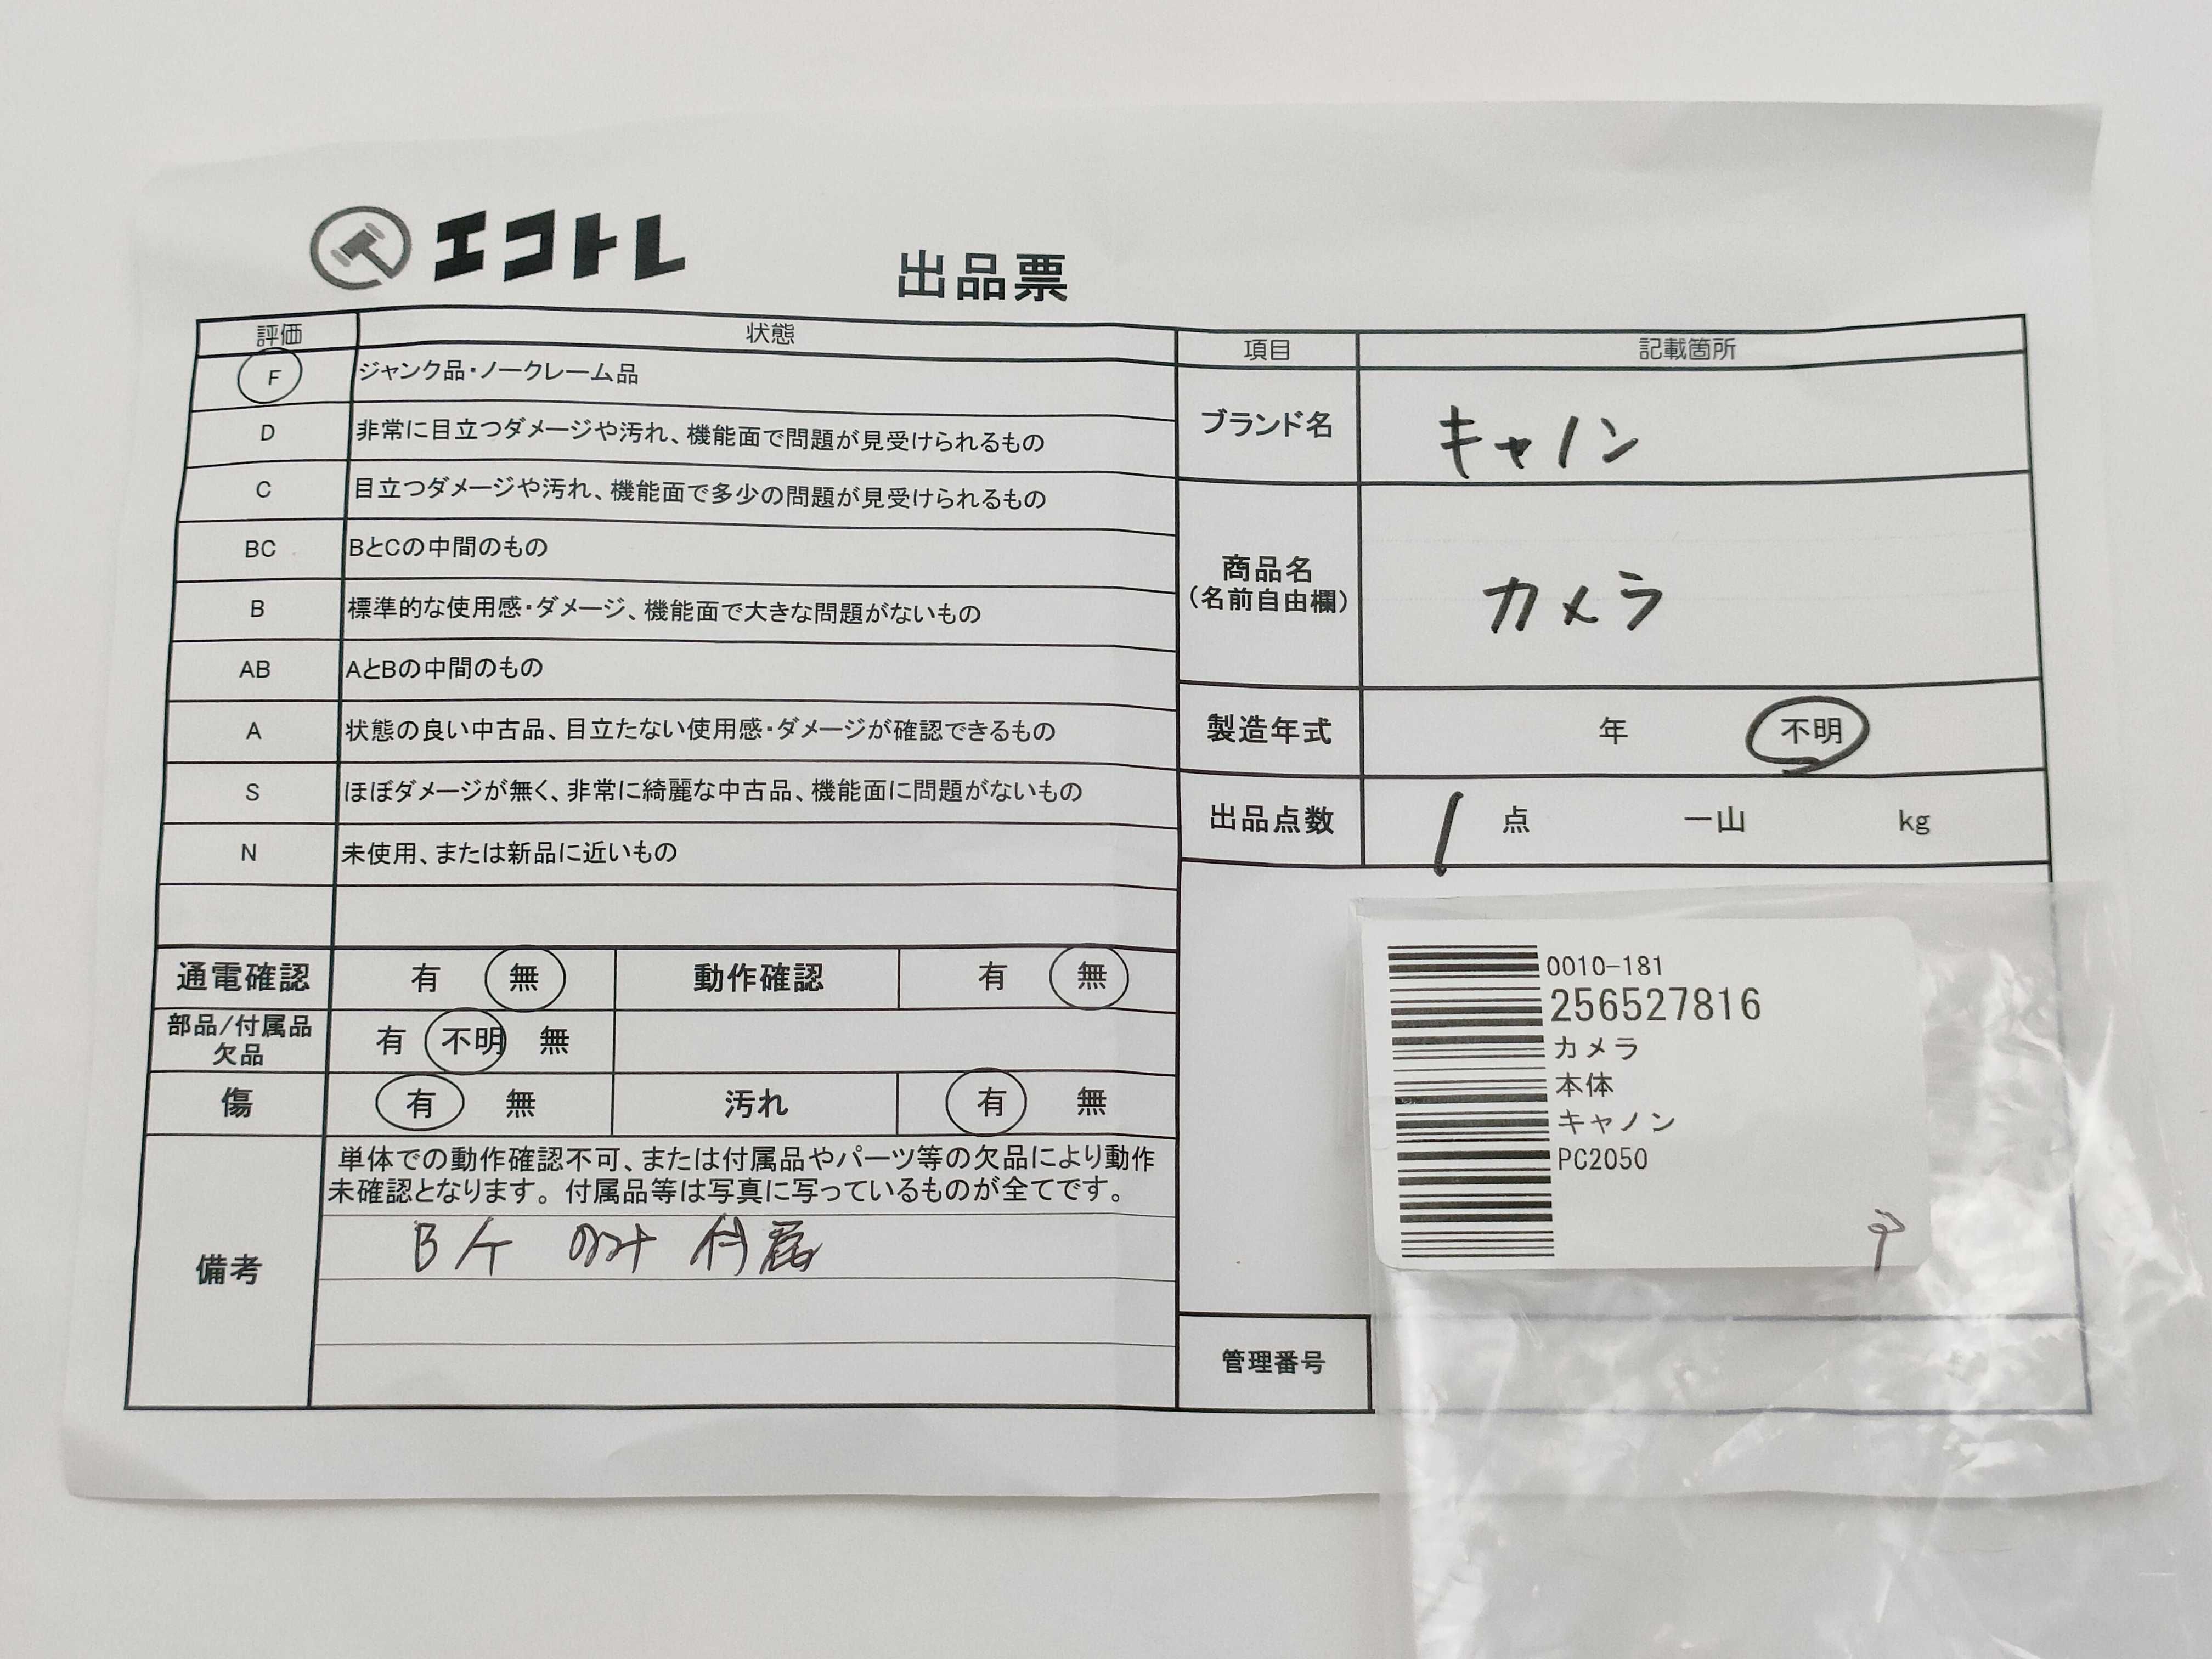 エコトレ
出品票
評価 状態
F ジャンク品・ノークレーム品
D 非常に目立つダメージや汚れ、機能面で問題が見受けられるもの
C 目立つダメージや汚れ、機能面で多少の問題が見受けられるもの
BC BとCの中間のもの
B 標準的な使用感・ダメージ、機能面で大きな問題がないもの
AB AとBの中間のもの
A 状態の良い中古品、目立たない使用感・ダメージが確認できるもの
S ほぼダメージが無く、非常に綺麗な中古品、機能面に問題がないもの
N 未使用、または新品に近いもの
通電確認 有 無 動作確認 有 無
部品/付属品
欠品 有 不明 無
傷 有 無 汚れ 有 無
備考
単体での動作確認不可、または付属品やパーツ等の欠品により動作
未確認となります。付属品等は写真に写っているものが全てです。
Bケ のみ 付属
項目 記載箇所
ブランド名 キャノン
商品名
(名前自由欄) カメラ
製造年式 年 不明
出品点数 1 点 一山 kg
0010-181
256527816
カメラ
本体
キャノン
PC2050
管理番号